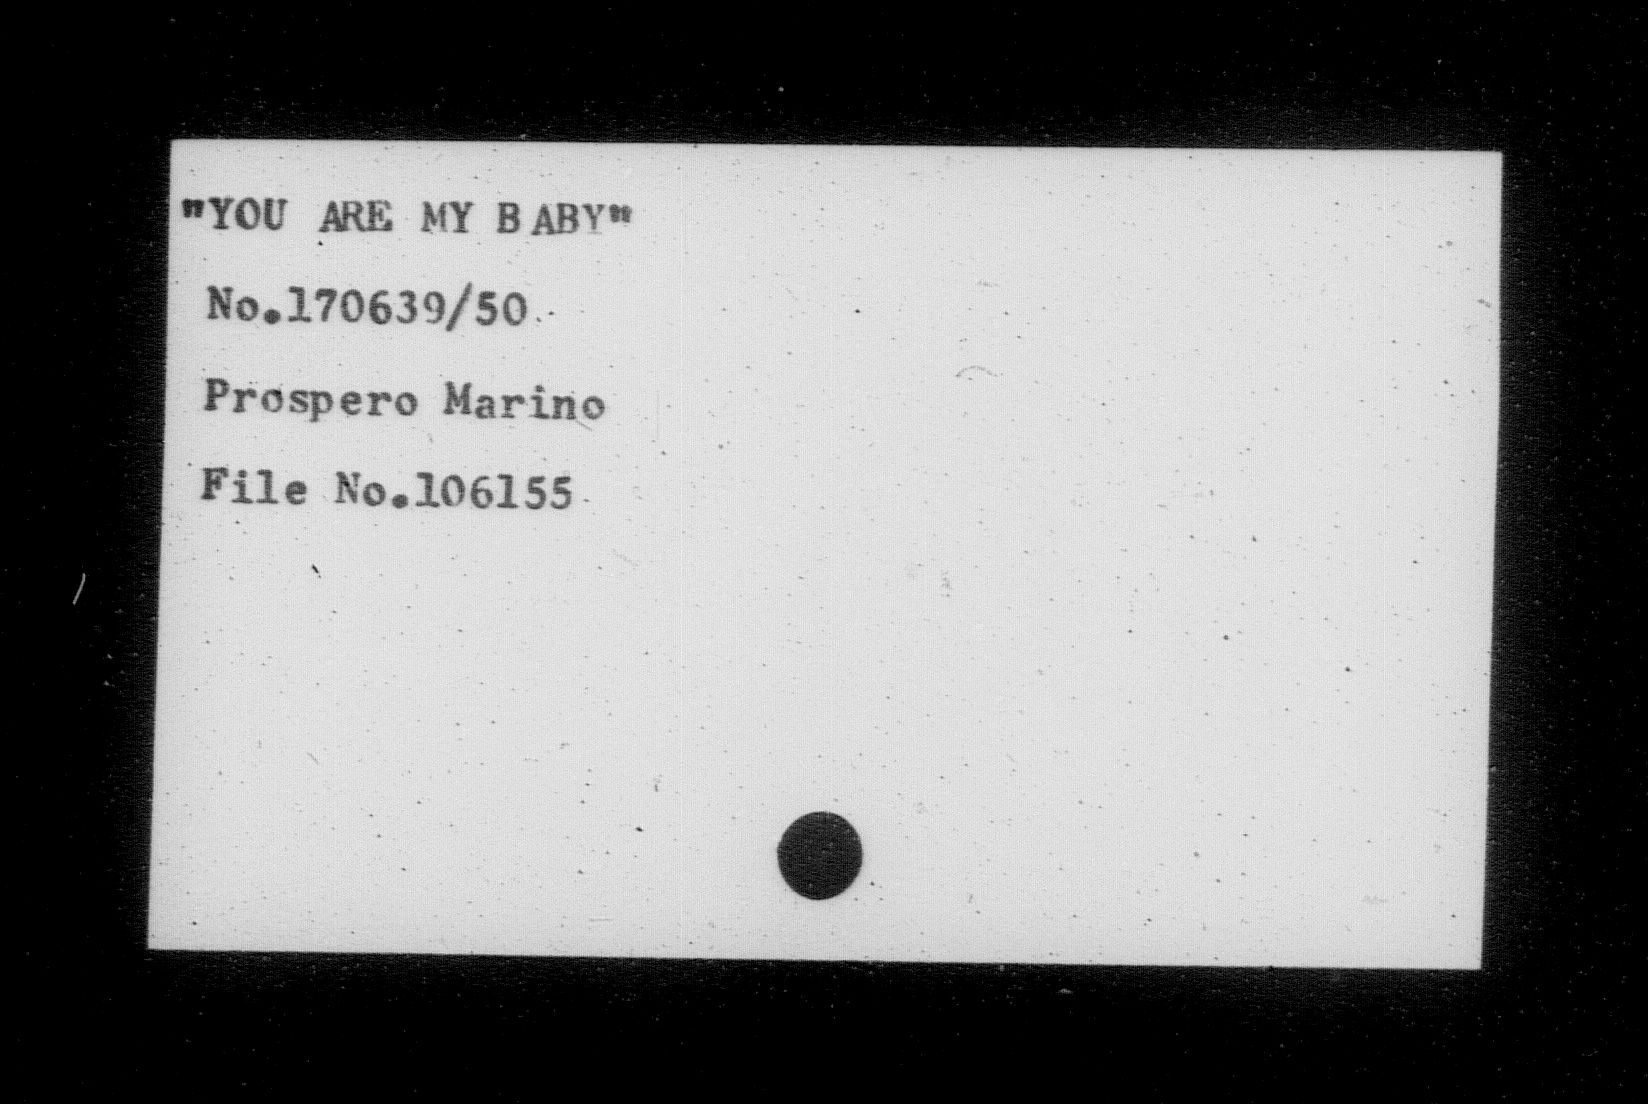 "YOU ARE MY BABY"
No.170639/50
Prospero Marino
File No.106155